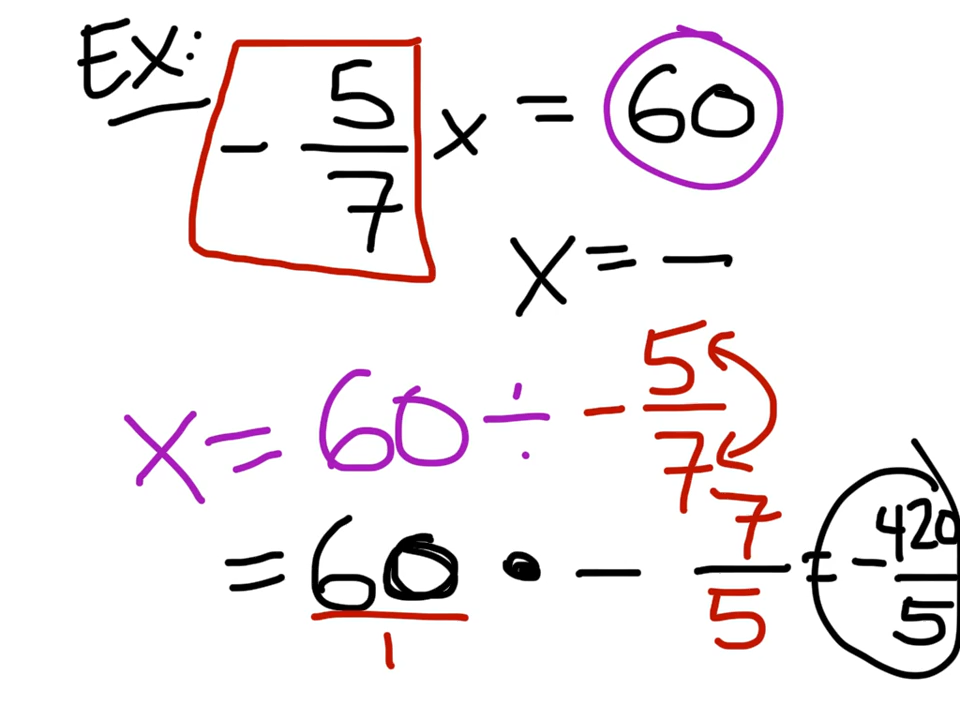 EX: - 5/7 x = 60
x = -
x = 60 ÷ - 5/7
= 60/1 • - 7/5 = - 420/5